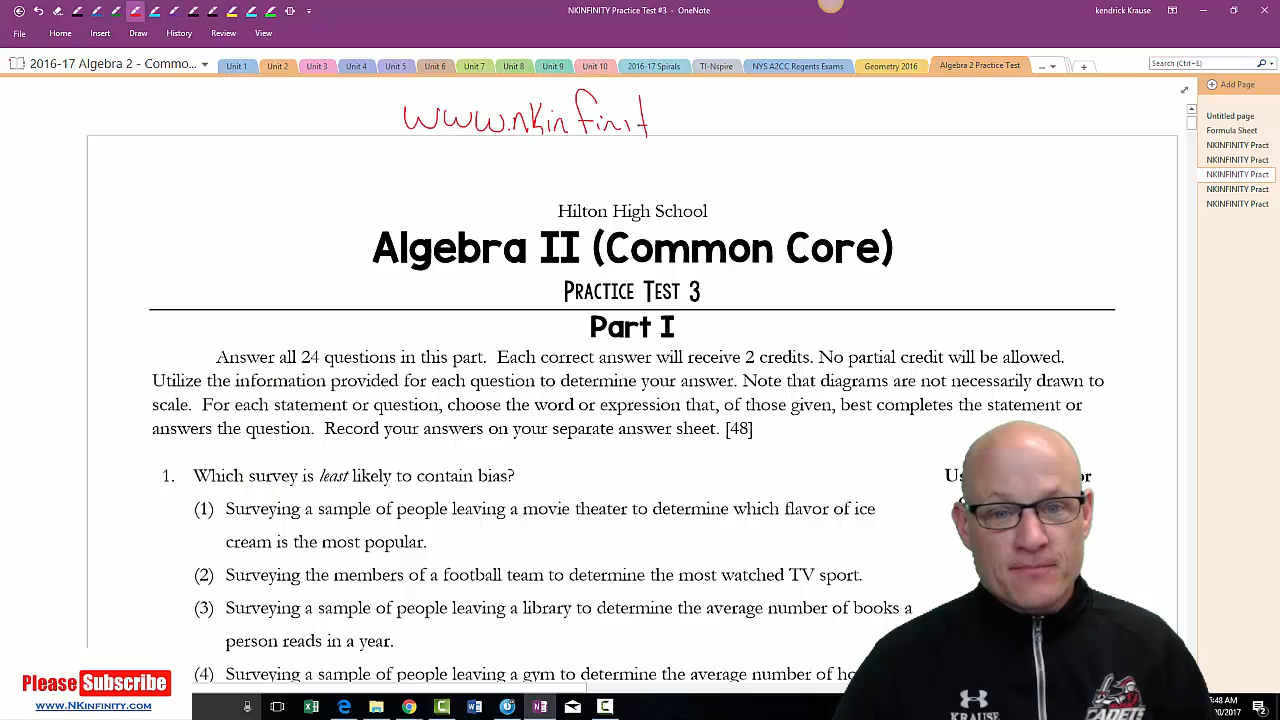 NKINFINITY Practice Test #3 - OneNote
kendrick Krause
File Home Insert Draw History Review View
2016-17 Algebra 2 - Commo...
Unit 1 Unit 2 Unit 3 Unit 4 Unit 5 Unit 6 Unit 7 Unit 8 Unit 9 Unit 10 2016-17 Spirals TI-Nspire NYS A2CC Regents Exams Geometry 2016 Algebra 2 Practice Test
Search (Ctrl+E)
Add Page
Untitled page
Formula Sheet
NKINFINITY Pract
NKINFINITY Pract
NKINFINITY Pract
NKINFINITY Pract
NKINFINITY Pract
www.nkinfinit
Hilton High School
Algebra II (Common Core)
Practice Test 3
Part I
Answer all 24 questions in this part. Each correct answer will receive 2 credits. No partial credit will be allowed.
Utilize the information provided for each question to determine your answer. Note that diagrams are not necessarily drawn to
scale. For each statement or question, choose the word or expression that, of those given, best completes the statement or
answers the question. Record your answers on your separate answer sheet. [48]
1. Which survey is least likely to contain bias?
(1) Surveying a sample of people leaving a movie theater to determine which flavor of ice
cream is the most popular.
(2) Surveying the members of a football team to determine the most watched TV sport.
(3) Surveying a sample of people leaving a library to determine the average number of books a
person reads in a year.
(4) Surveying a sample of people leaving a gym to determine the average number of
Please Subscribe
www.NKinfinity.com
KRAUSE